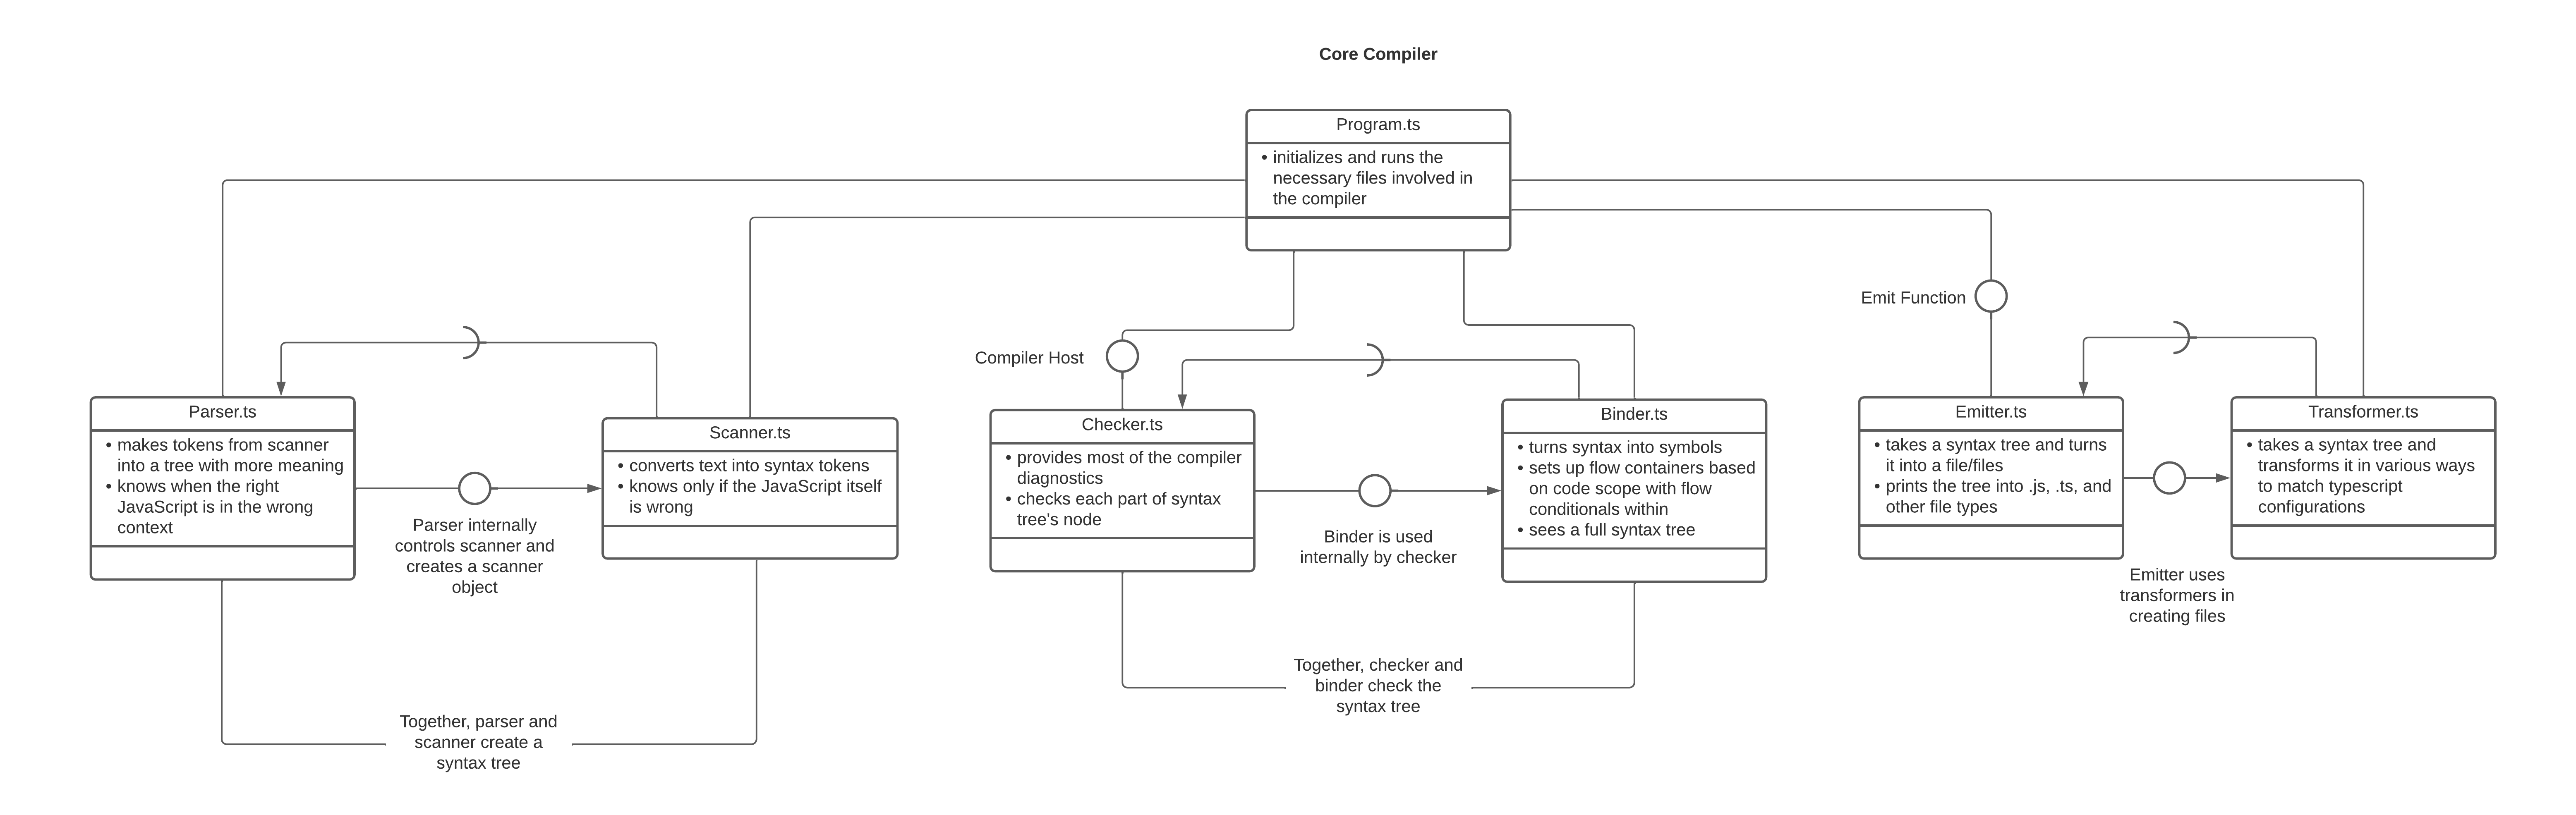 Core Compiler
Program.ts
• initializes and runs the
necessary files involved in
the compiler
Emit Function
Compiler Host
Parser.ts
• makes tokens from scanner
into a tree with more meaning
• knows when the right
JavaScript is in the wrong
context
Parser internally
controls scanner and
creates a scanner
object
Scanner.ts
• converts text into syntax tokens
• knows only if the JavaScript itself
is wrong
Together, parser and
scanner create a
syntax tree
Checker.ts
• provides most of the compiler
diagnostics
• checks each part of syntax
tree's node
Binder is used
internally by checker
Binder.ts
• turns syntax into symbols
• sets up flow containers based
on code scope with flow
conditionals within
• sees a full syntax tree
Together, checker and
binder check the
syntax tree
Emitter.ts
• takes a syntax tree and turns
it into a file/files
• prints the tree into .js, .ts, and
other file types
Emitter uses
transformers in
creating files
Transformer.ts
• takes a syntax tree and
transforms it in various ways
to match typescript
configurations